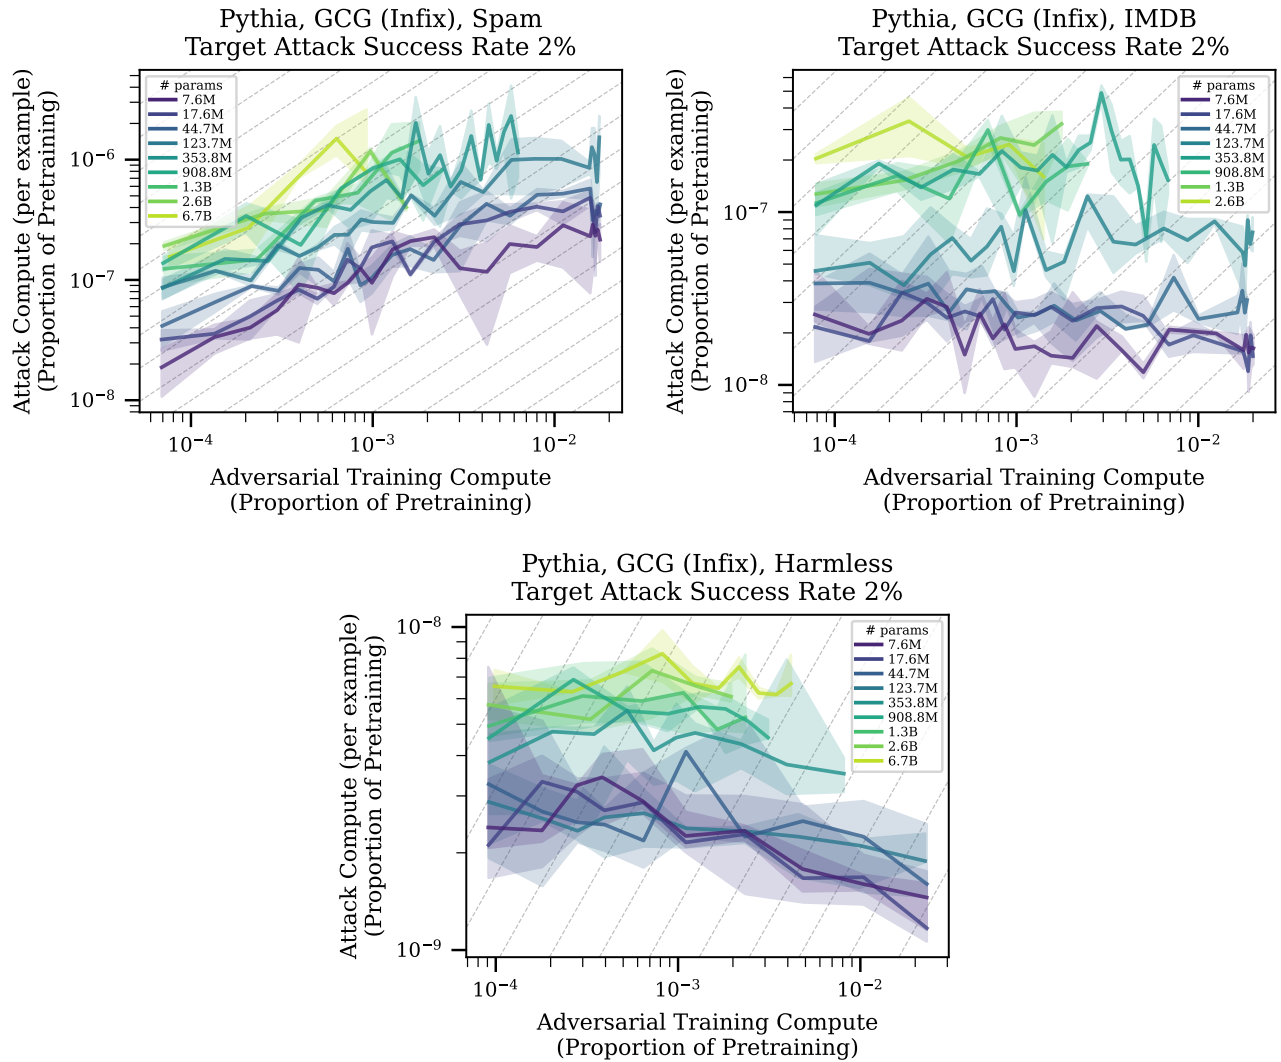 Pythia, GCG (Infix), Spam
Target Attack Success Rate 2%
Attack Compute (per example)
(Proportion of Pretraining)
10⁻⁶
10⁻⁷
10⁻⁸
# params
7.6M
17.6M
44.7M
123.7M
353.8M
908.8M
1.3B
2.6B
6.7B
10⁻⁴
10⁻³
10⁻²
Adversarial Training Compute
(Proportion of Pretraining)
Pythia, GCG (Infix), IMDB
Target Attack Success Rate 2%
Attack Compute (per example)
(Proportion of Pretraining)
10⁻⁷
10⁻⁸
# params
7.6M
17.6M
44.7M
123.7M
353.8M
908.8M
1.3B
2.6B
10⁻⁴
10⁻³
10⁻²
Adversarial Training Compute
(Proportion of Pretraining)
Pythia, GCG (Infix), Harmless
Target Attack Success Rate 2%
Attack Compute (per example)
(Proportion of Pretraining)
10⁻⁸
10⁻⁹
# params
7.6M
17.6M
44.7M
123.7M
353.8M
908.8M
1.3B
2.6B
6.7B
10⁻⁴
10⁻³
10⁻²
Adversarial Training Compute
(Proportion of Pretraining)